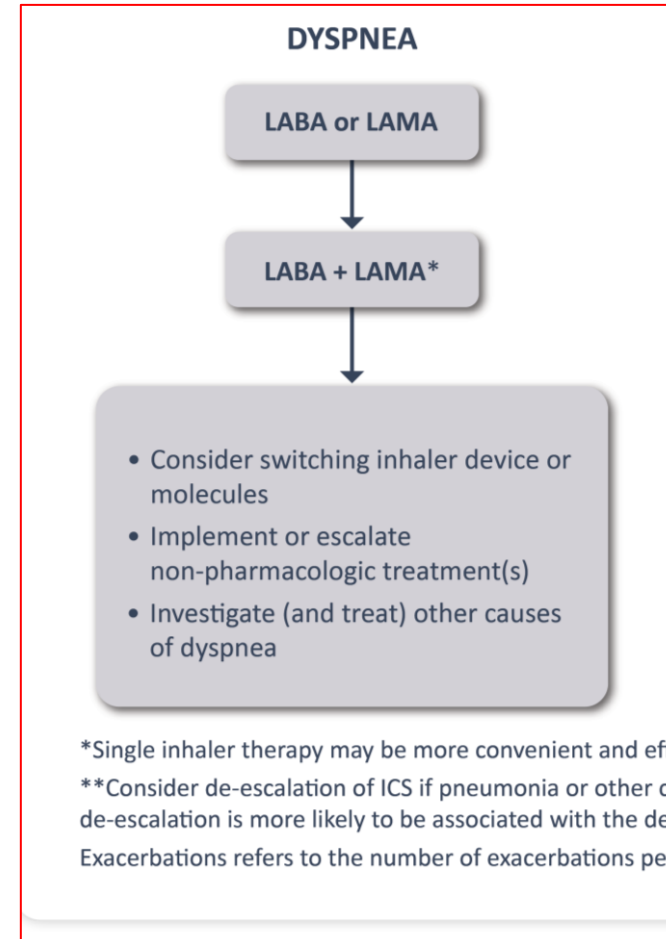 DYSPNEA
LABA or LAMA
LABA + LAMA*
• Consider switching inhaler device or
molecules
• Implement or escalate
non-pharmacologic treatment(s)
• Investigate (and treat) other causes
of dyspnea
*Single inhaler therapy may be more convenient and
**Consider de-escalation of ICS if pneumonia or other
de-escalation is more likely to be associated with the
Exacerbations refers to the number of exacerbations